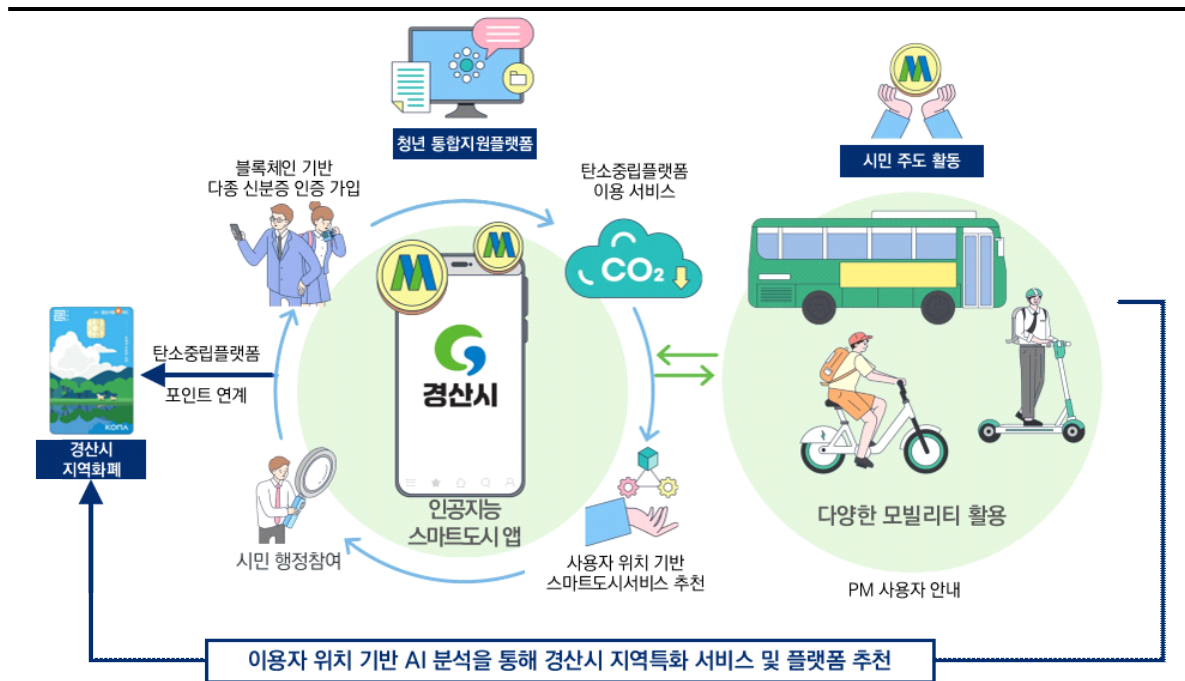 청년 통합지원플랫폼
시민 주도 활동
블록체인 기반
다종 신분증 인증 가입
탄소중립플랫폼
이용 서비스
CO₂
탄소중립플랫폼
포인트 연계
KONA
경산시
지역화폐
경산시
인공지능
스마트도시 앱
시민 행정참여
사용자 위치 기반
스마트도시서비스 추천
다양한 모빌리티 활용
PM 사용자 안내
이용자 위치 기반 AI 분석을 통해 경산시 지역특화 서비스 및 플랫폼 추천